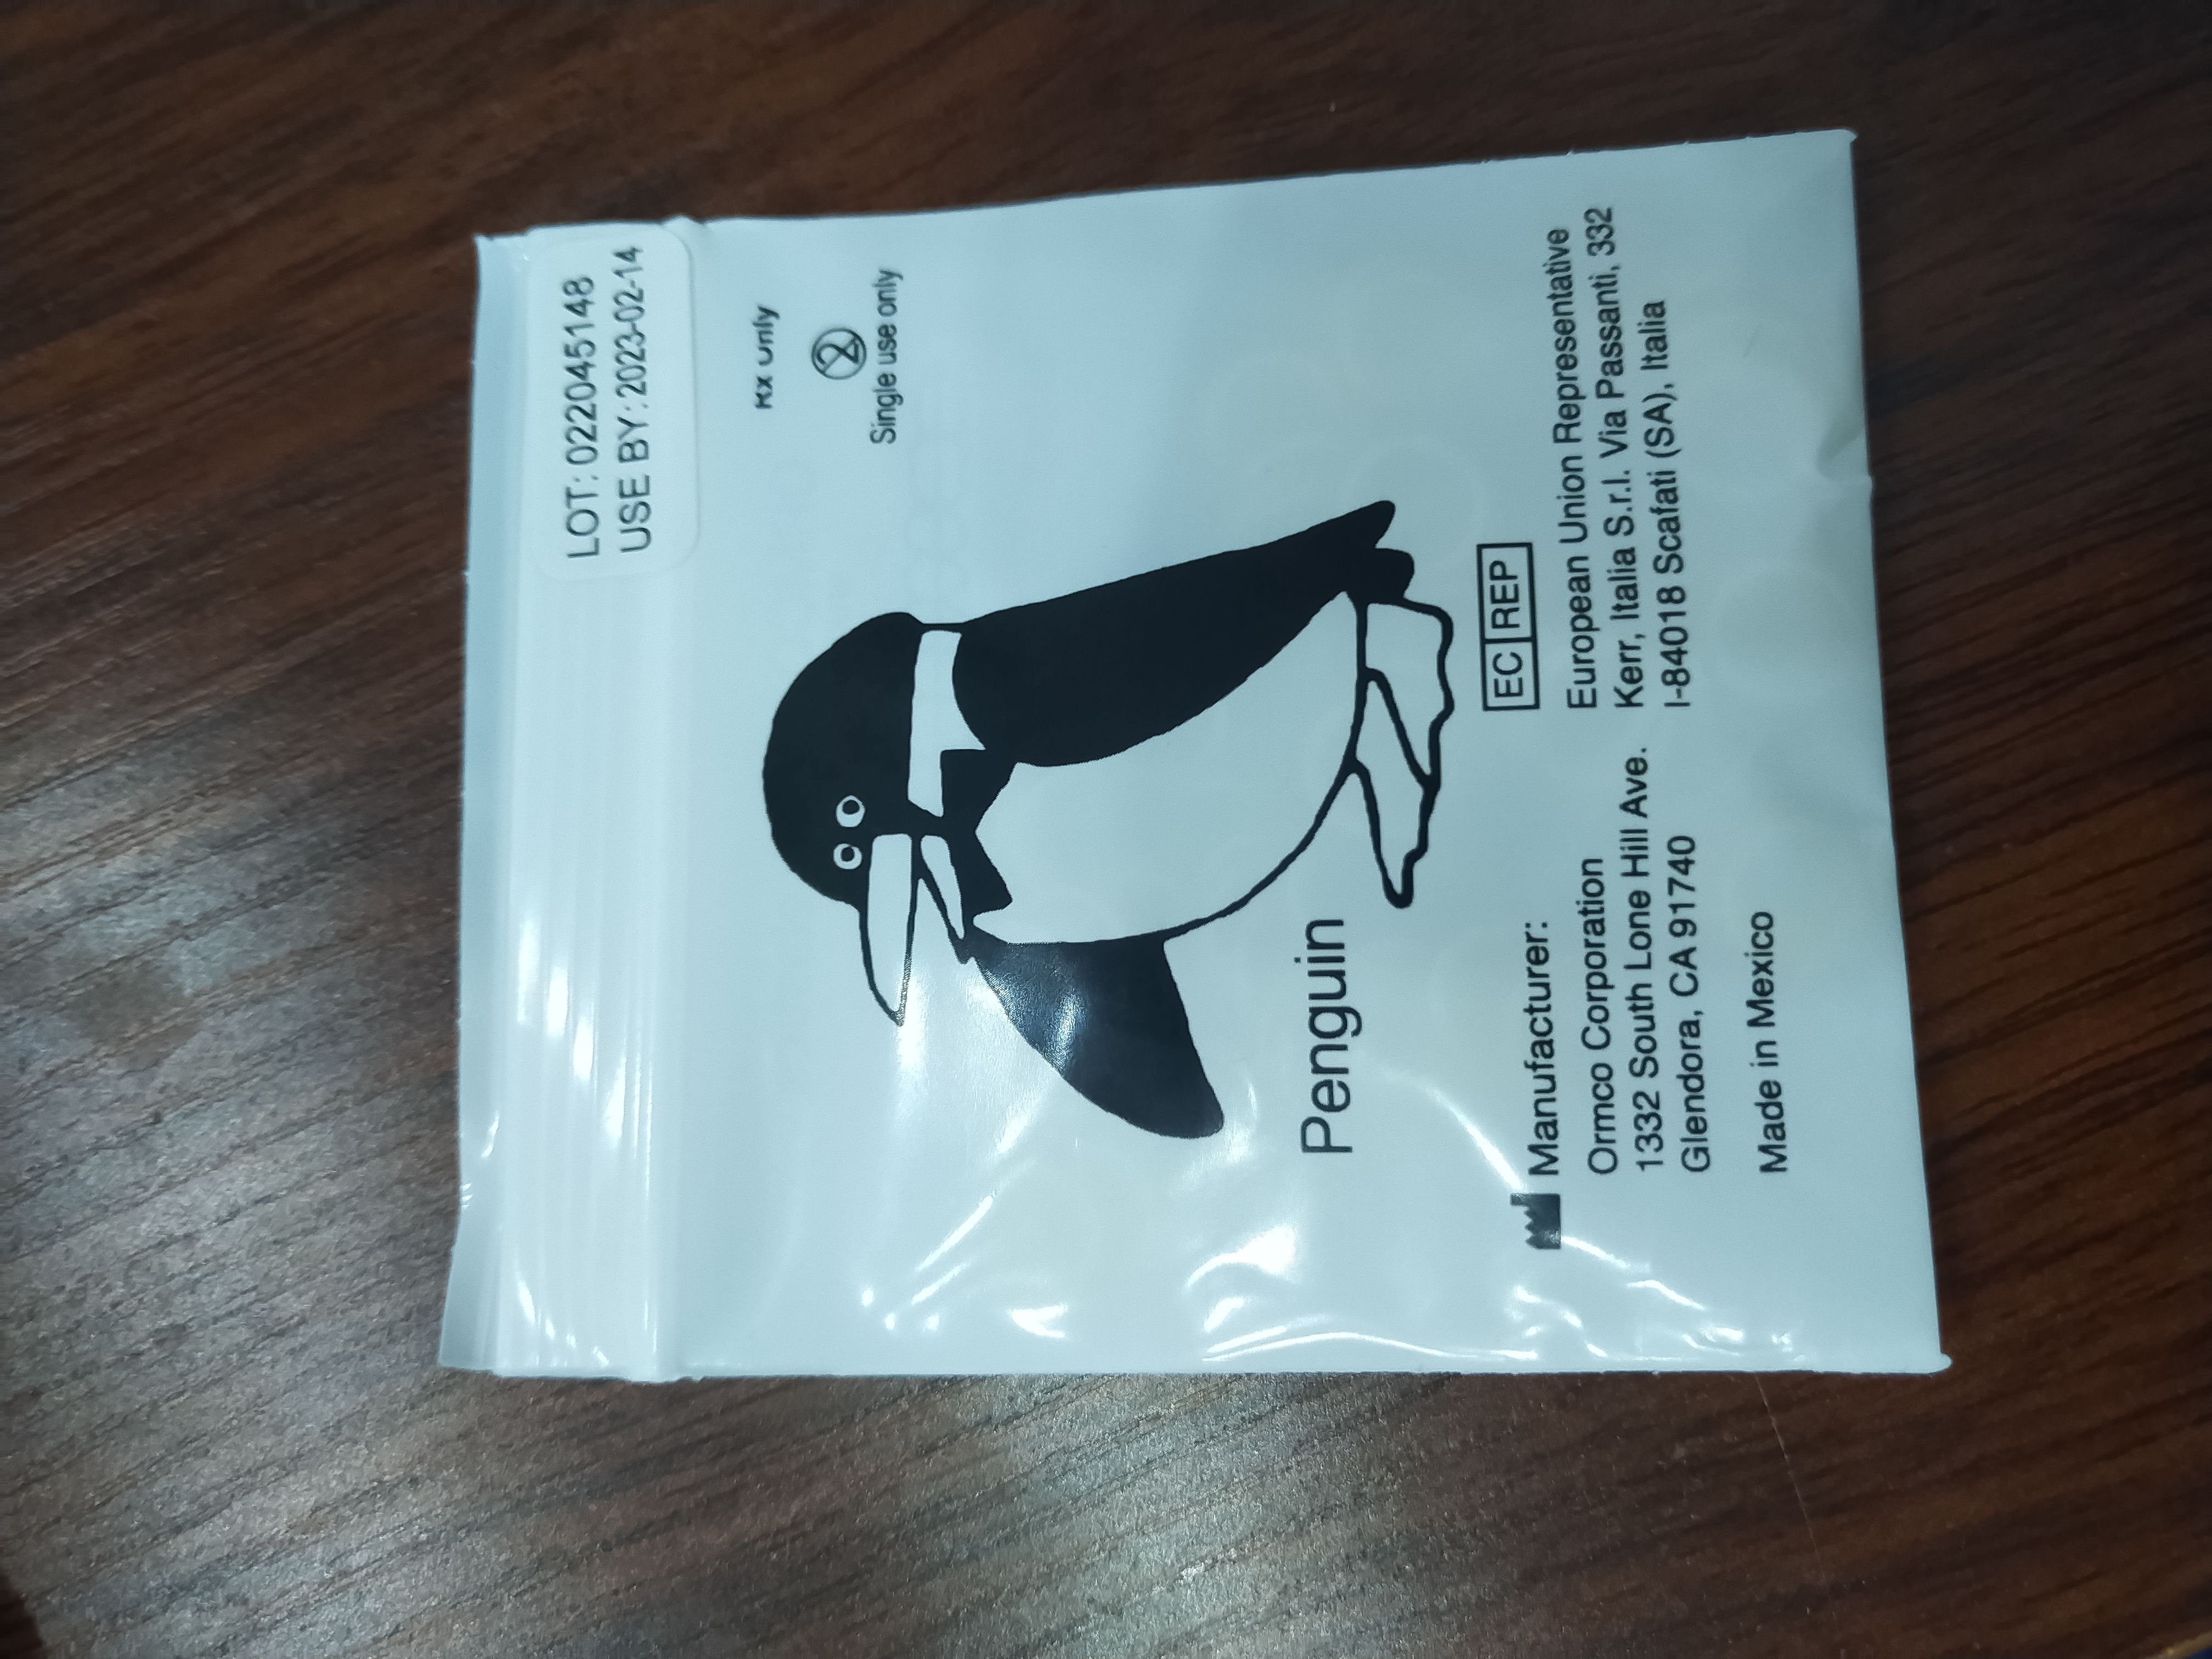 LOT: 022045148
USE BY: 2023-02-14
Rx Only
2
Single use only
Penguin
EC REP
Manufacturer:
Ormco Corporation
1332 South Lone Hill Ave.
Glendora, CA 91740
European Union Representative
Kerr, Italia S.r.l. Via Passanti, 332
I-84018 Scafati (SA), Italia
Made in Mexico